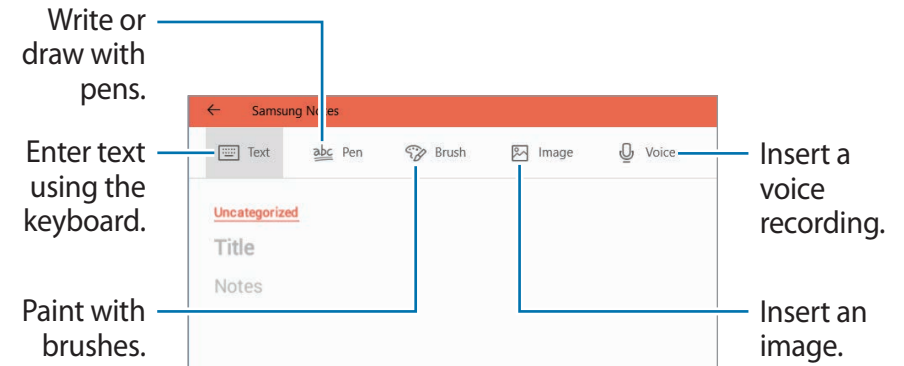 Write or
draw with
pens.
Samsung Notes
Enter text
using the
keyboard.
Text
Pen
Brush
Image
Voice
Insert a
voice
recording.
abc
Uncategorized
Title
Notes
Paint with
brushes.
Insert an
image.